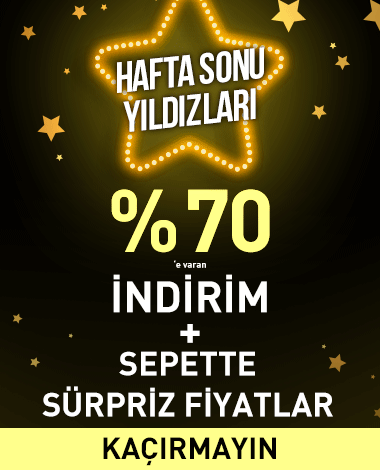 HAFTA SONU
YILDIZLARI
%70
'e varan
İNDİRİM
+
SEPETTE
SÜRPRİZ FİYATLAR
KAÇIRMAYIN